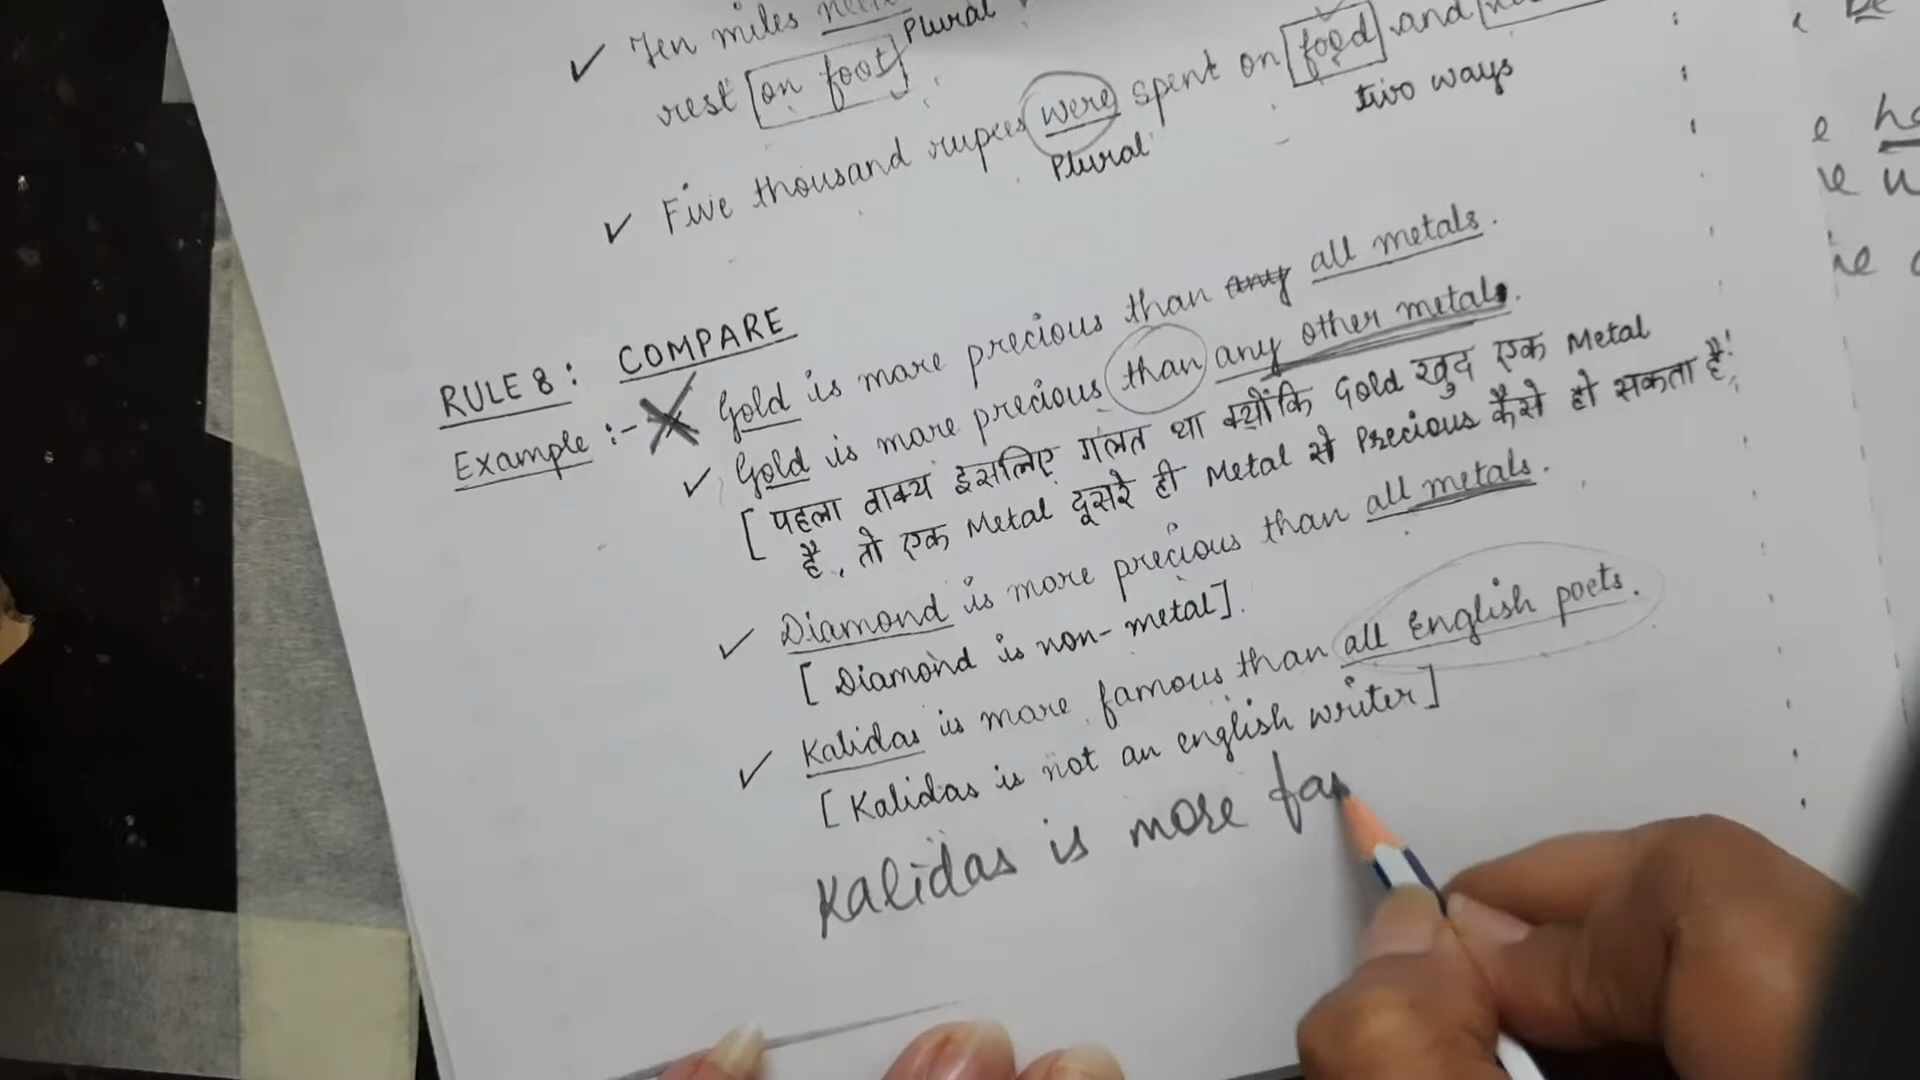 ✓ Ten miles
Plural
rest [on foot]
✓ Five thousand rupees were spent on [food] and
Plural
two ways
RULE 8 : COMPARE
Example :- ✗ Gold is more precious than any all metals.
✓ Gold is more precious than any other metals.
[ पहला वाक्य इसलिए गलत था क्योंकि Gold खुद एक Metal
है, तो एक Metal दूसरे ही Metal से Precious कैसे हो सकता है!
✓ Diamond is more precious than all metals.
[ Diamond is non-metal].
✓ Kalidas is more famous than all English poets.
[ Kalidas is not an english writer]
Kalidas is more fam